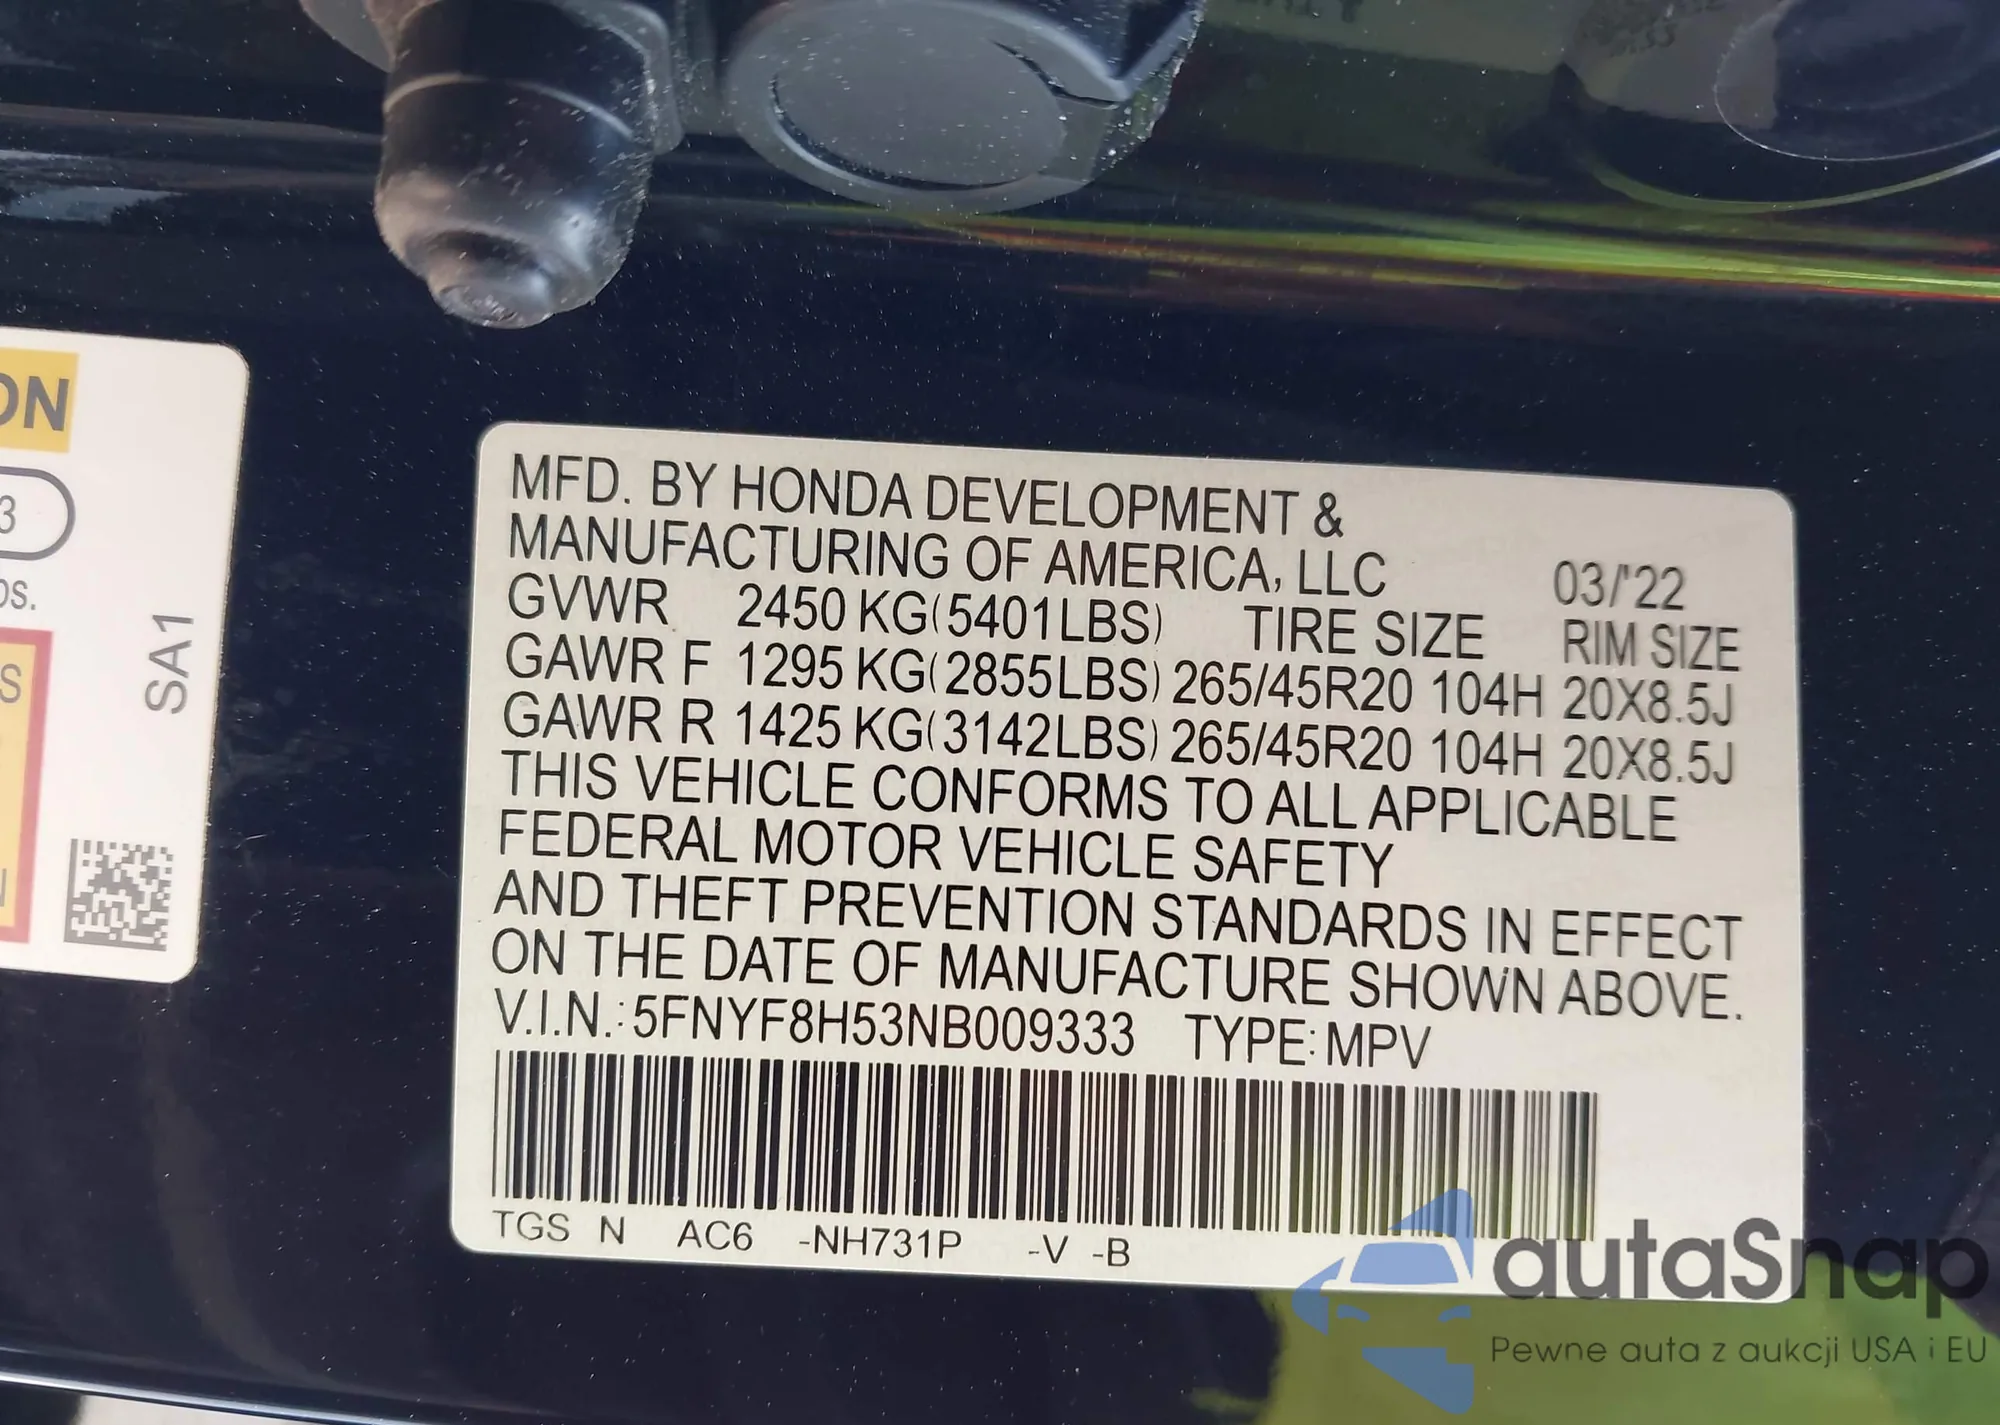 ON
3
SA1
S
N
MFD. BY HONDA DEVELOPMENT &
MANUFACTURING OF AMERICA, LLC 03/'22
GVWR 2450 KG(5401LBS) TIRE SIZE RIM SIZE
GAWR F 1295 KG(2855LBS) 265/45R20 104H 20X8.5J
GAWR R 1425 KG(3142LBS) 265/45R20 104H 20X8.5J
THIS VEHICLE CONFORMS TO ALL APPLICABLE
FEDERAL MOTOR VEHICLE SAFETY
AND THEFT PREVENTION STANDARDS IN EFFECT
ON THE DATE OF MANUFACTURE SHOWN ABOVE.
V.I.N.: 5FNYF8H53NB009333 TYPE: MPV
TGS N AC6 -NH731P -V -B
autaSnap
Pewne auta z aukcji USA i EU